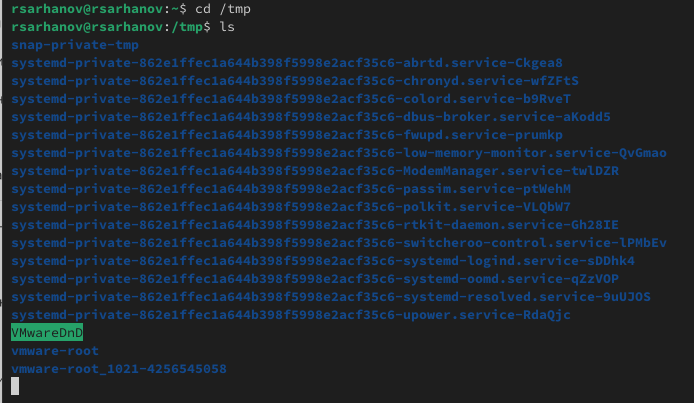 rsarhanov@rsarhanov:~$ cd /tmp
rsarhanov@rsarhanov:/tmp$ ls
snap-private-tmp
systemd-private-862e1ffec1a644b398f5998e2acf35c6-abrtd.service-Ckgea8
systemd-private-862e1ffec1a644b398f5998e2acf35c6-chronyd.service-wfZFtS
systemd-private-862e1ffec1a644b398f5998e2acf35c6-colord.service-b9RveT
systemd-private-862e1ffec1a644b398f5998e2acf35c6-dbus-broker.service-aKodd5
systemd-private-862e1ffec1a644b398f5998e2acf35c6-fwupd.service-prumkp
systemd-private-862e1ffec1a644b398f5998e2acf35c6-low-memory-monitor.service-QvGmao
systemd-private-862e1ffec1a644b398f5998e2acf35c6-ModemManager.service-twlDZR
systemd-private-862e1ffec1a644b398f5998e2acf35c6-passim.service-ptWehM
systemd-private-862e1ffec1a644b398f5998e2acf35c6-polkit.service-VLQbW7
systemd-private-862e1ffec1a644b398f5998e2acf35c6-rtkit-daemon.service-Gh28IE
systemd-private-862e1ffec1a644b398f5998e2acf35c6-switcheroo-control.service-lPMbEv
systemd-private-862e1ffec1a644b398f5998e2acf35c6-systemd-logind.service-sDDhk4
systemd-private-862e1ffec1a644b398f5998e2acf35c6-systemd-oomd.service-qZzVOP
systemd-private-862e1ffec1a644b398f5998e2acf35c6-systemd-resolved.service-9uUJOS
systemd-private-862e1ffec1a644b398f5998e2acf35c6-upower.service-RdaQjc
VMwareDnD
vmware-root
vmware-root_1021-4256545058